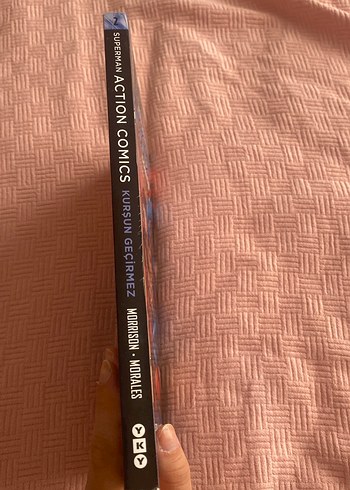 2
SUPERMAN ACTION COMICS KURŞUN GEÇİRMEZ MORRISON • MORALES
YKY